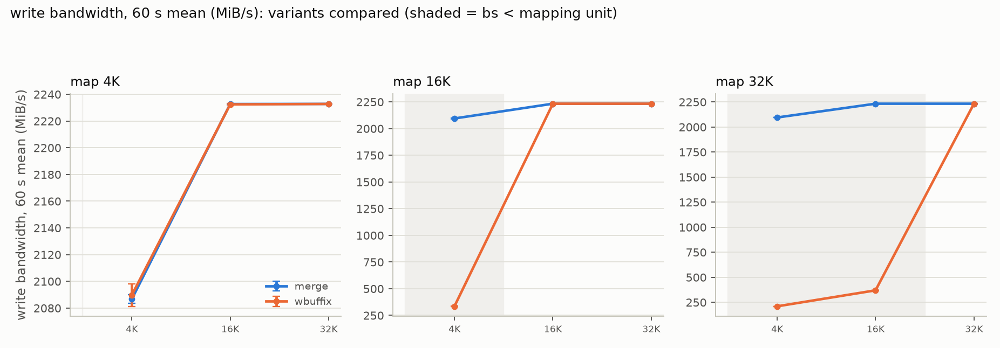 write bandwidth, 60 s mean (MiB/s): variants compared (shaded = bs < mapping unit)
write bandwidth, 60 s mean (MiB/s)
map 4K
2240
2220
2200
2180
2160
2140
2120
2100
2080
4K
16K
32K
merge
wbuffix
map 16K
2250
2000
1750
1500
1250
1000
750
500
250
4K
16K
32K
map 32K
2250
2000
1750
1500
1250
1000
750
500
250
4K
16K
32K